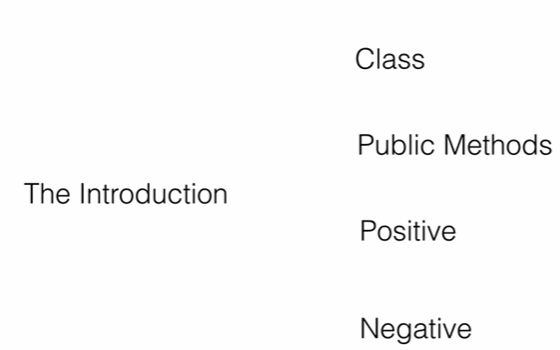 The Introduction
Class
Public Methods
Positive
Negative